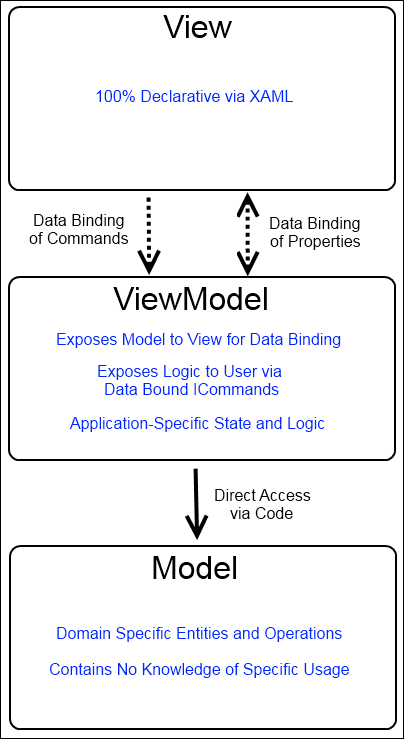 View
100% Declarative via XAML
Data Binding
of Commands
Data Binding
of Properties
ViewModel
Exposes Model to View for Data Binding
Exposes Logic to User via
Data Bound ICommands
Application-Specific State and Logic
Direct Access
via Code
Model
Domain Specific Entities and Operations
Contains No Knowledge of Specific Usage